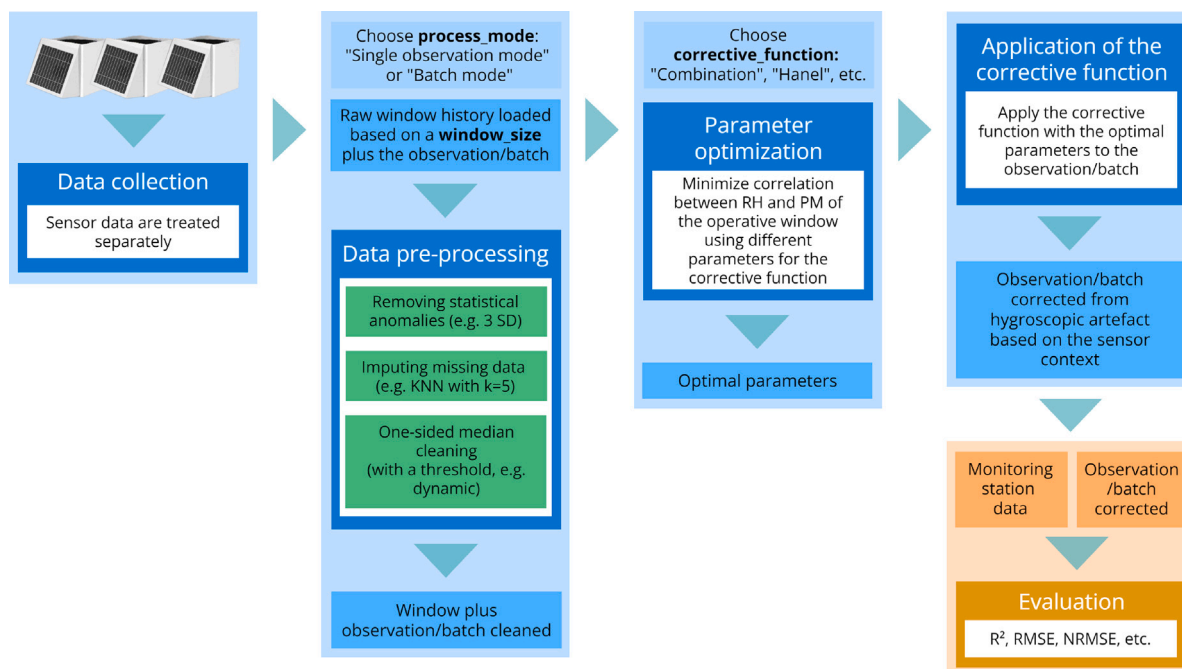 Data collection
Sensor data are treated
separately
Choose process_mode:
"Single observation mode"
or "Batch mode"
Raw window history loaded
based on a window_size
plus the observation/batch
Data pre-processing
Removing statistical
anomalies (e.g. 3 SD)
Imputing missing data
(e.g. KNN with k=5)
One-sided median
cleaning
(with a threshold, e.g.
dynamic)
Window plus
observation/batch cleaned
Choose
corrective_function:
"Combination", "Hanel", etc.
Parameter
optimization
Minimize correlation
between RH and PM of
the operative window
using different
parameters for the
corrective function
Optimal parameters
Application of the
corrective function
Apply the corrective
function with the optimal
parameters to the
observation/batch
Observation/batch
corrected from
hygroscopic artefact
based on the sensor
context
Monitoring
station
data
Observation
/batch
corrected
Evaluation
R², RMSE, NRMSE, etc.